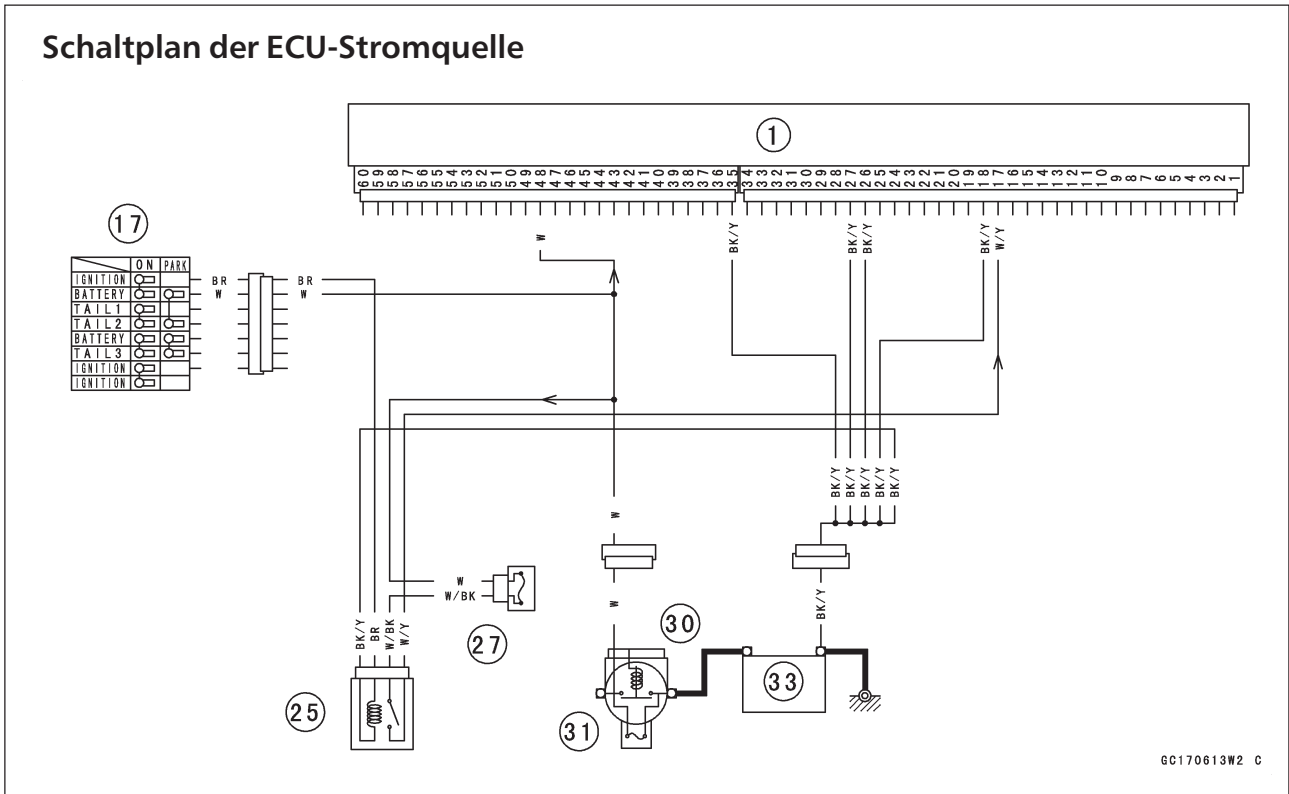 Schaltplan der ECU-Stromquelle
1
60 59 58 57 56 55 54 53 52 51 50 49 48 47 46 45 44 43 42 41 40 39 38 37 36 35 34 33 32 31 30 29 28 27 26 25 24 23 22 21 20 19 18 17 16 15 14 13 12 11 10 9 8 7 6 5 4 3 2 1
17
W
BK/Y
BK/Y
BK/Y
BK/Y
W/Y
ON PARK
IGNITION
BATTERY
TAIL1
TAIL2
BATTERY
TAIL3
IGNITION
IGNITION
BR
W
BR
W
BK/Y
BK/Y
BK/Y
BK/Y
BK/Y
W
W
W/BK
27
W
BK/Y
BK/Y
BR
W/BK
W/Y
30
33
25
31
GC170613W2 C